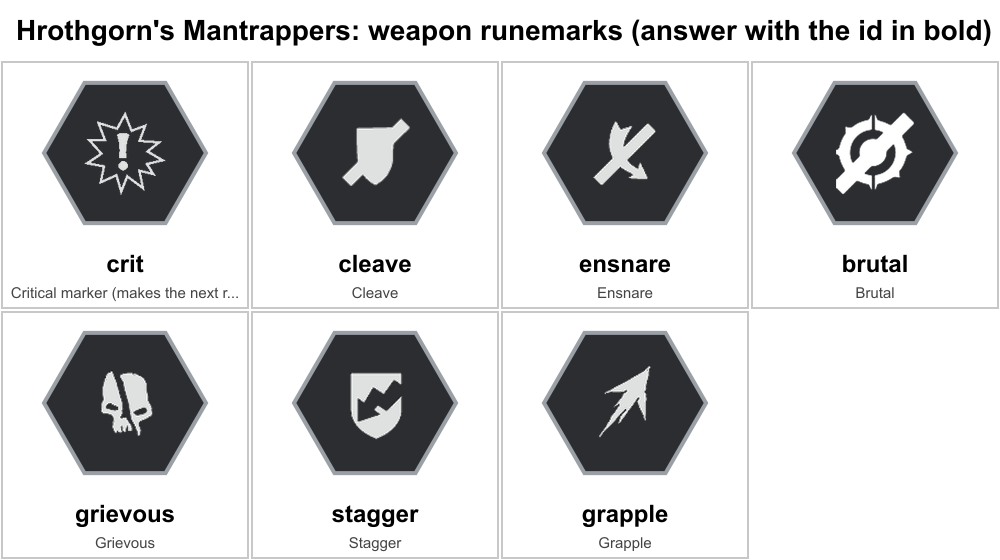 Hrothgorn's Mantrappers: weapon runemarks (answer with the id in bold)
crit
Critical marker (makes the next r...
cleave
Cleave
ensnare
Ensnare
brutal
Brutal
grievous
Grievous
stagger
Stagger
grapple
Grapple